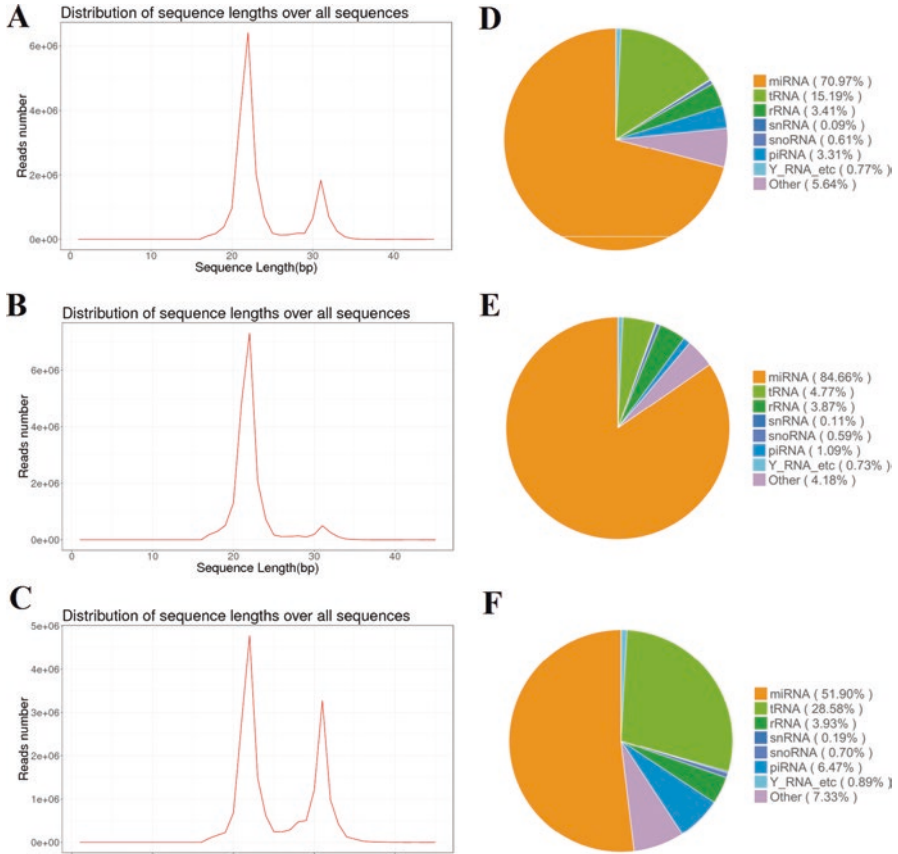 A
Distribution of sequence lengths over all sequences
6e+06
4e+06
2e+06
0e+00
Reads number
0
10
20
30
40
Sequence Length(bp)
D
miRNA ( 70.97% )
tRNA ( 15.19% )
rRNA ( 3.41% )
snRNA ( 0.09% )
snoRNA ( 0.61% )
piRNA ( 3.31% )
Y_RNA_etc ( 0.77% )
Other ( 5.64% )
B
Distribution of sequence lengths over all sequences
6e+06
4e+06
2e+06
0e+00
Reads number
0
10
20
30
40
Sequence Length(bp)
E
miRNA ( 84.66% )
tRNA ( 4.77% )
rRNA ( 3.87% )
snRNA ( 0.11% )
snoRNA ( 0.59% )
piRNA ( 1.09% )
Y_RNA_etc ( 0.73% )
Other ( 4.18% )
C
Distribution of sequence lengths over all sequences
5e+06
4e+06
3e+06
2e+06
1e+06
0e+00
Reads number
F
miRNA ( 51.90% )
tRNA ( 28.58% )
rRNA ( 3.93% )
snRNA ( 0.19% )
snoRNA ( 0.70% )
piRNA ( 6.47% )
Y_RNA_etc ( 0.89% )
Other ( 7.33% )